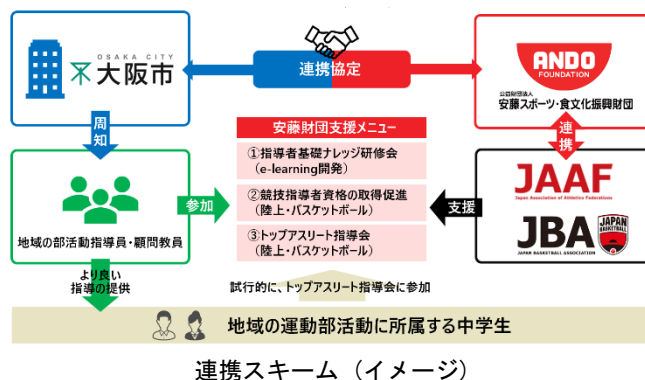 OSAKA CITY
大阪市
連携協定
ANDO
FOUNDATION
公益財団法人
安藤スポーツ・食文化振興財団
周知
連携
安藤財団支援メニュー
①指導者基礎ナレッジ研修会
（e-learning開発）
②競技指導者資格の取得促進
（陸上・バスケットボール）
③トップアスリート指導会
（陸上・バスケットボール）
参加
支援
地域の部活動指導員・顧問教員
JAAF
Japan Association of Athletics Federations
JBA
JAPAN BASKETBALL ASSOCIATION
JAPAN
BASKETBALL
より良い
指導の提供
試行的に、トップアスリート指導会に参加
地域の運動部活動に所属する中学生
連携スキーム（イメージ）